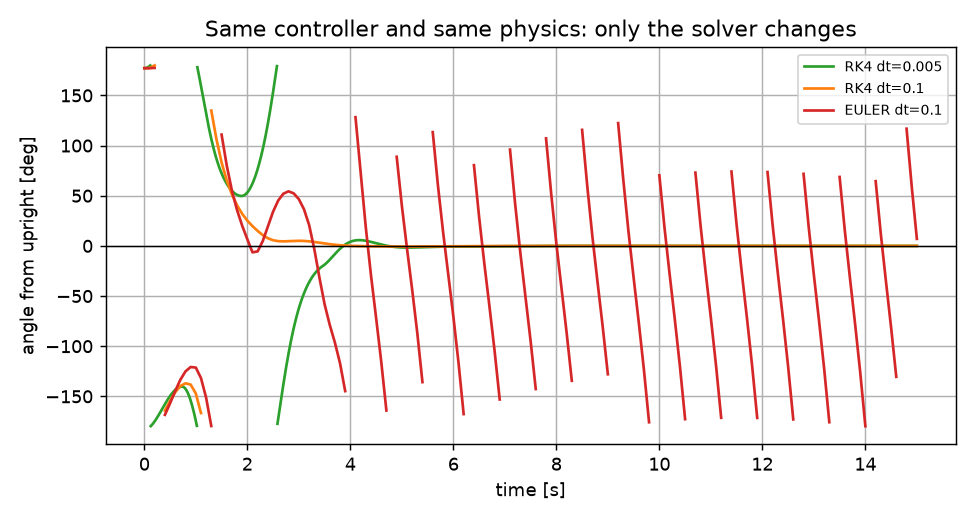 Same controller and same physics: only the solver changes
RK4 dt=0.005
RK4 dt=0.1
EULER dt=0.1
angle from upright [deg]
150
100
50
0
−50
−100
−150
0 2 4 6 8 10 12 14
time [s]